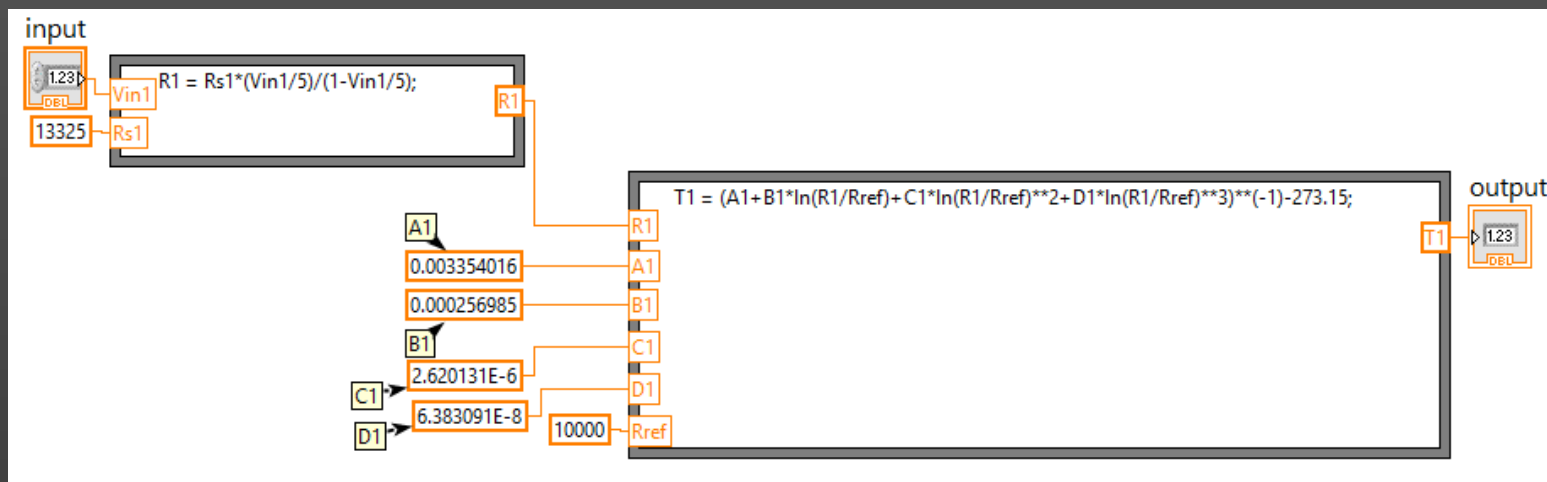 input
1.23
DBL
R1 = Rs1*(Vin1/5)/(1-Vin1/5);
Vin1
R1
13325
Rs1
T1 = (A1+B1*ln(R1/Rref)+C1*ln(R1/Rref)**2+D1*ln(R1/Rref)**3)**(-1)-273.15;
output
A1
R1
T1
1.23
DBL
0.003354016
A1
0.000256985
B1
B1
C1
2.620131E-6
C1
D1
6.383091E-8
D1
10000
Rref